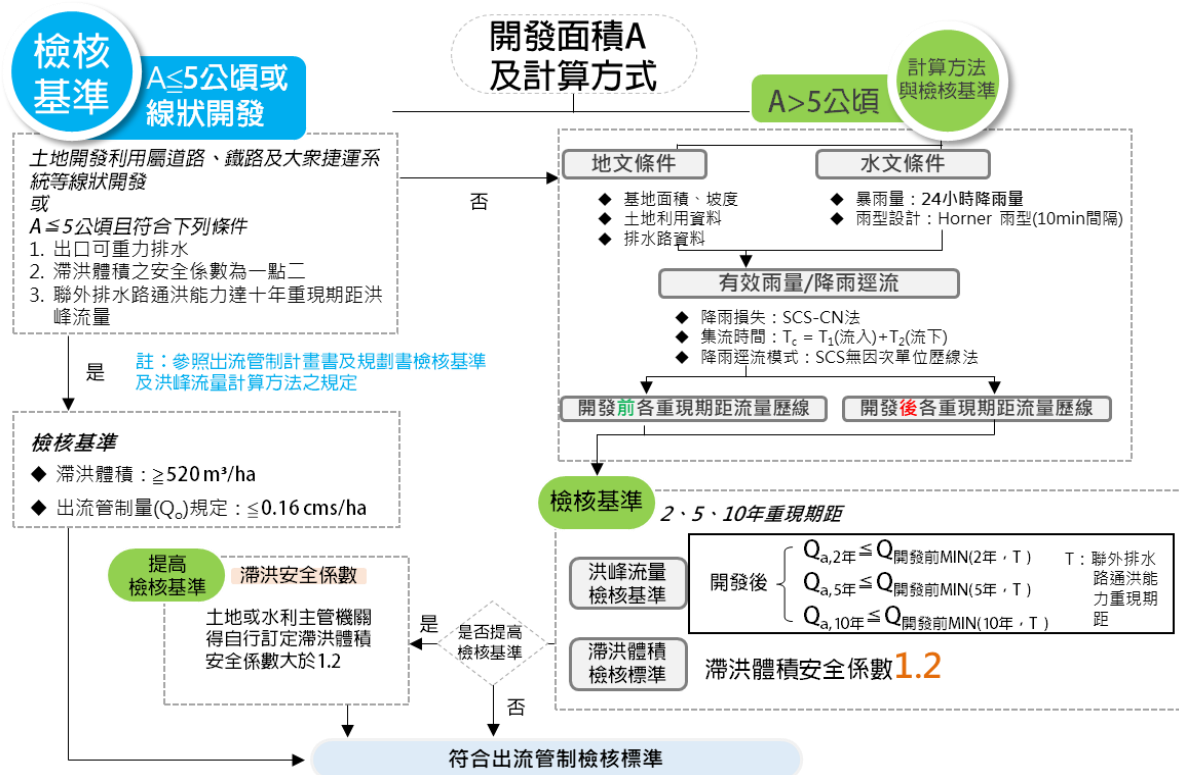 開發面積A
及計算方式
檢核
基準
A≦5公頃或
線狀開發
土地開發利用屬道路、鐵路及大衆捷運系
統等線狀開發
或
A≦5公頃且符合下列條件
1. 出口可重力排水
2. 滯洪體積之安全係數為一點二
3. 聯外排水路通洪能力達十年重現期距洪
峰流量
否
是
註：參照出流管制計畫書及規劃書檢核基準
及洪峰流量計算方法之規定
檢核基準
◆ 滯洪體積：≧520 m³/ha
◆ 出流管制量(Qₒ)規定：≦0.16 cms/ha
A>5公頃
計算方法
與檢核基準
地文條件
◆ 基地面積、坡度
◆ 土地利用資料
◆ 排水路資料
水文條件
◆ 暴雨量：24小時降雨量
◆ 雨型設計：Horner 雨型(10min間隔)
有效雨量/降雨逕流
◆ 降雨損失：SCS-CN法
◆ 集流時間：T_c = T₁(流入)+T₂(流下)
◆ 降雨逕流模式：SCS無因次單位歷線法
開發前各重現期距流量歷線
開發後各重現期距流量歷線
檢核基準
2、5、10年重現期距
洪峰流量
檢核基準
開發後
Qa,2年≦Q開發前MIN(2年，T )
Qa,5年≦Q開發前MIN(5年，T )
Qa,10年≦Q開發前MIN(10年，T )
T：聯外排水
路通洪能
力重現期
距
滯洪體積
檢核標準
滯洪體積安全係數1.2
是否提高
檢核基準
是
否
提高
檢核基準
滯洪安全係數
土地或水利主管機關
得自行訂定滯洪體積
安全係數大於1.2
符合出流管制檢核標準